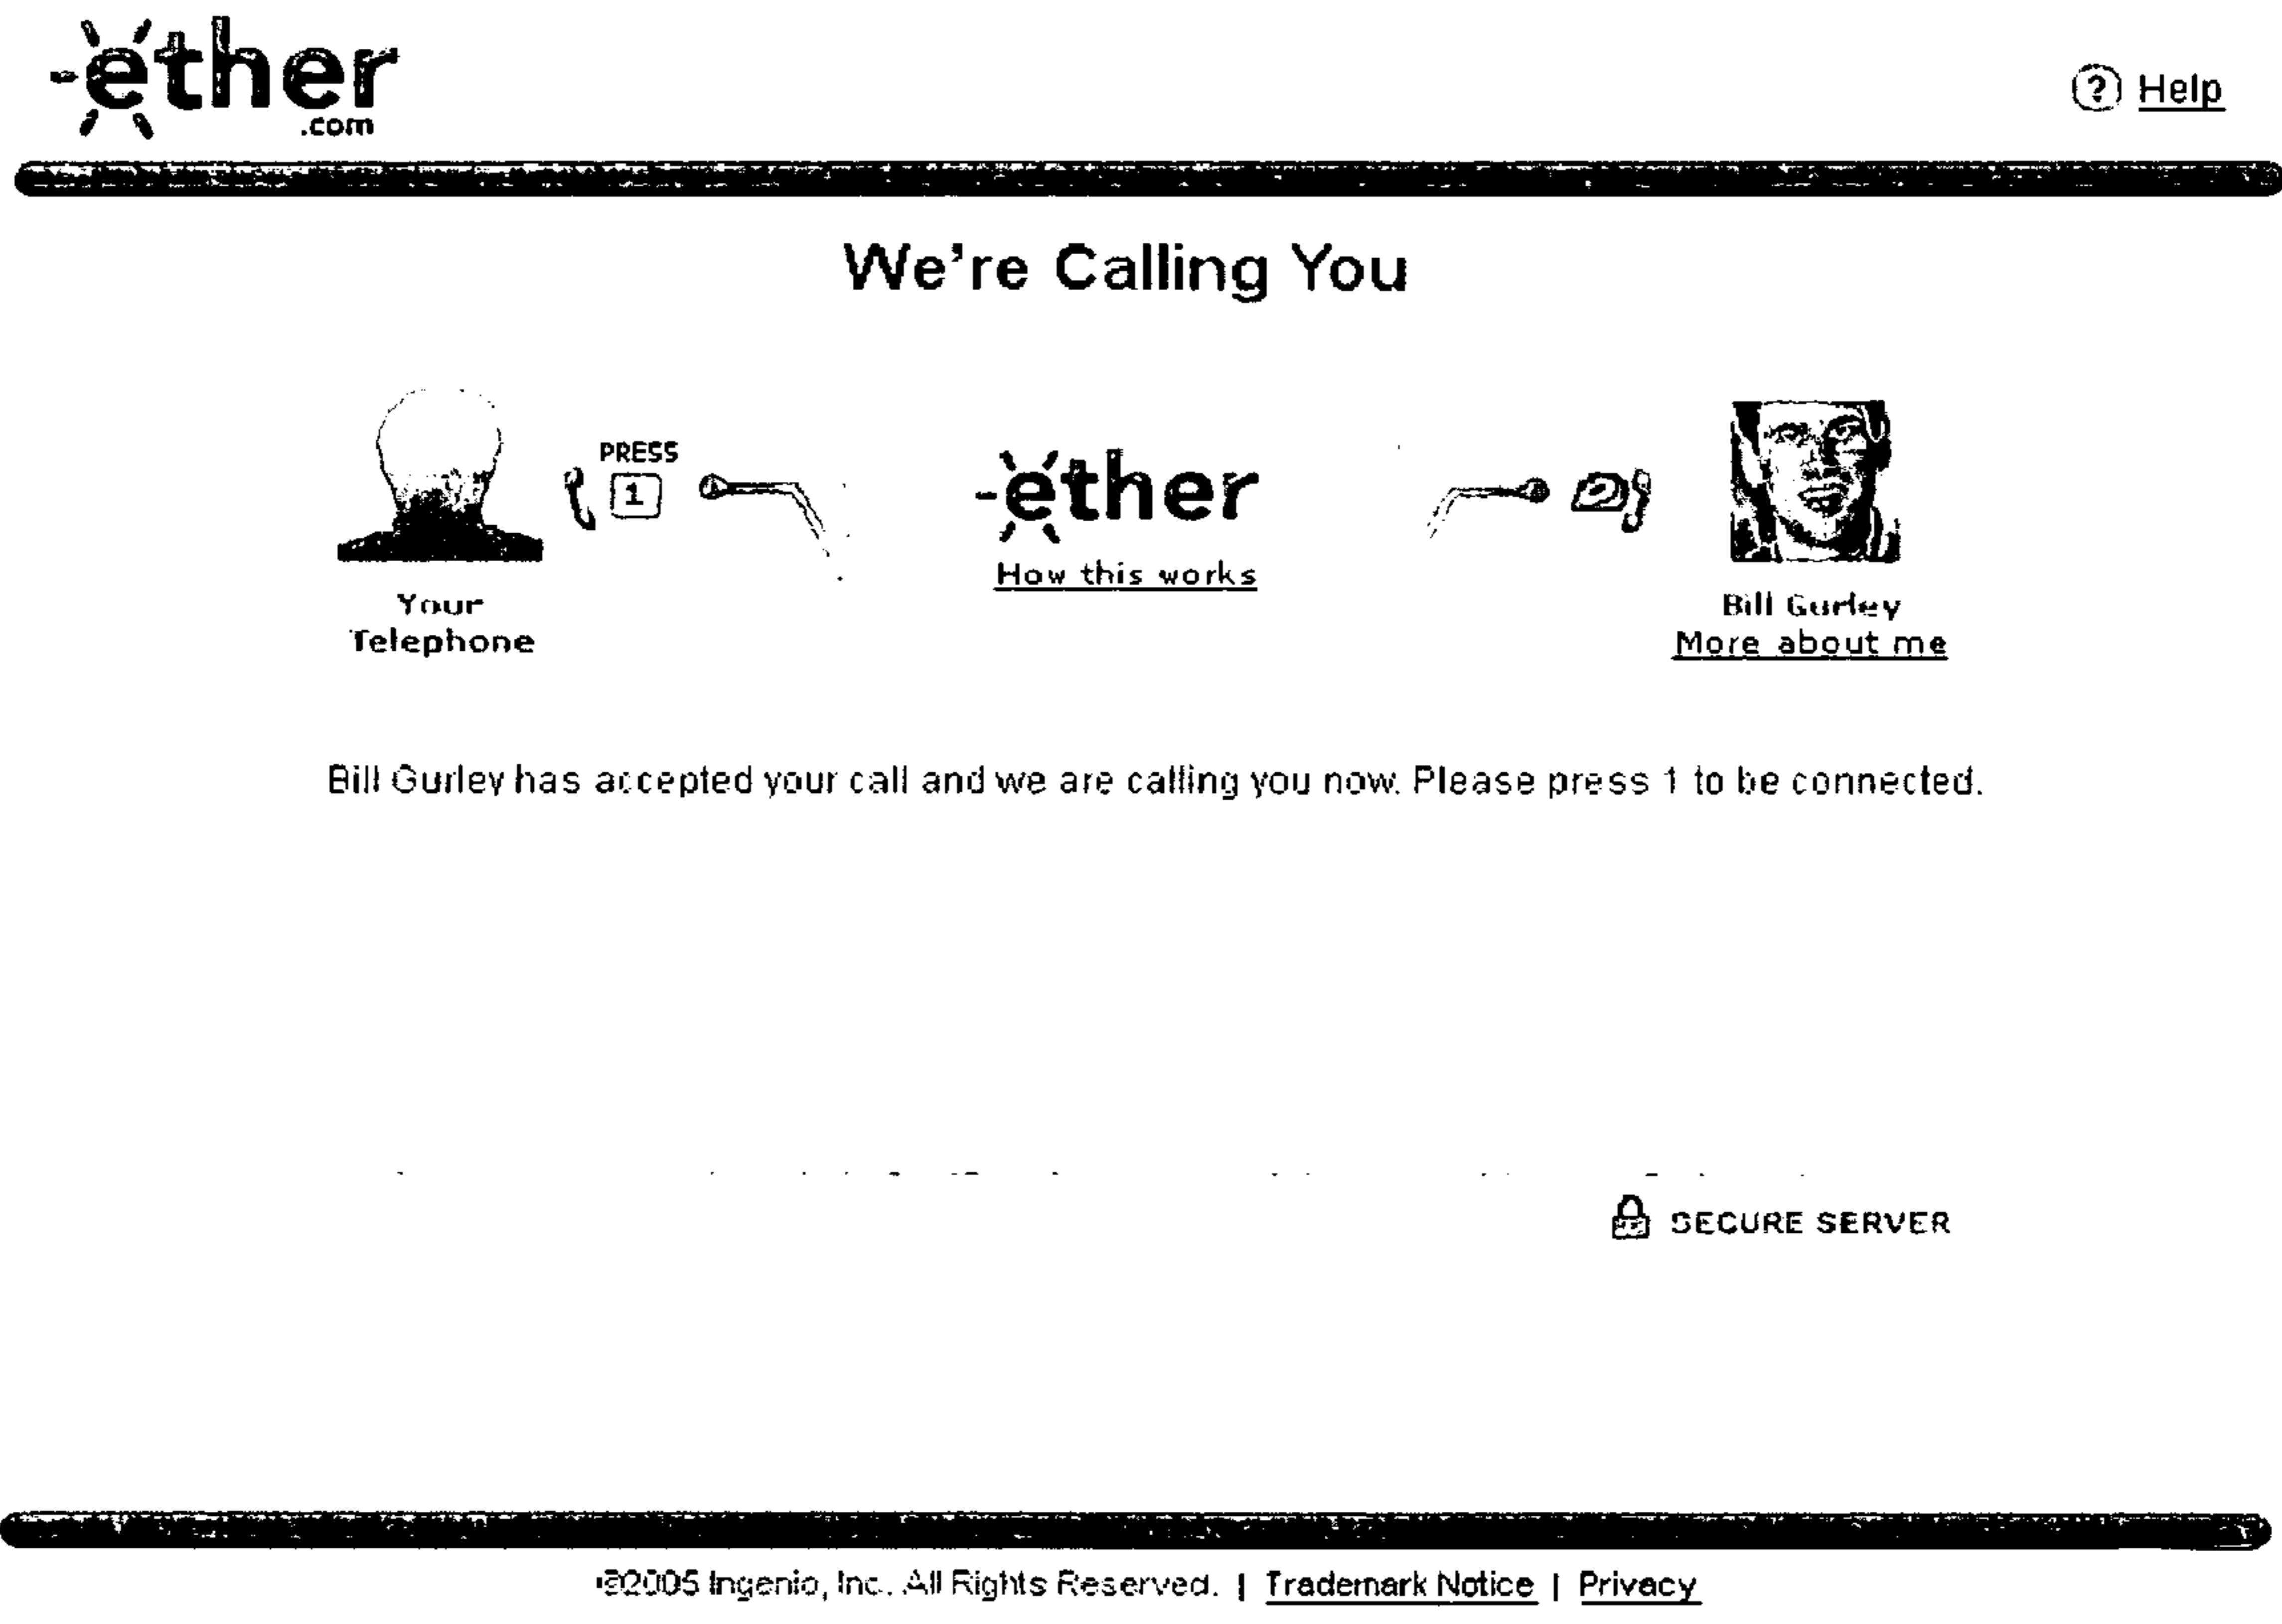 ether
.com
? Help
We're Calling You
PRESS
1
ether
How this works
Your
Telephone
Bill Gurley
More about me
Bill Gurley has accepted your call and we are calling you now. Please press 1 to be connected.
SECURE SERVER
©2005 Ingenio, Inc. All Rights Reserved. | Trademark Notice | Privacy